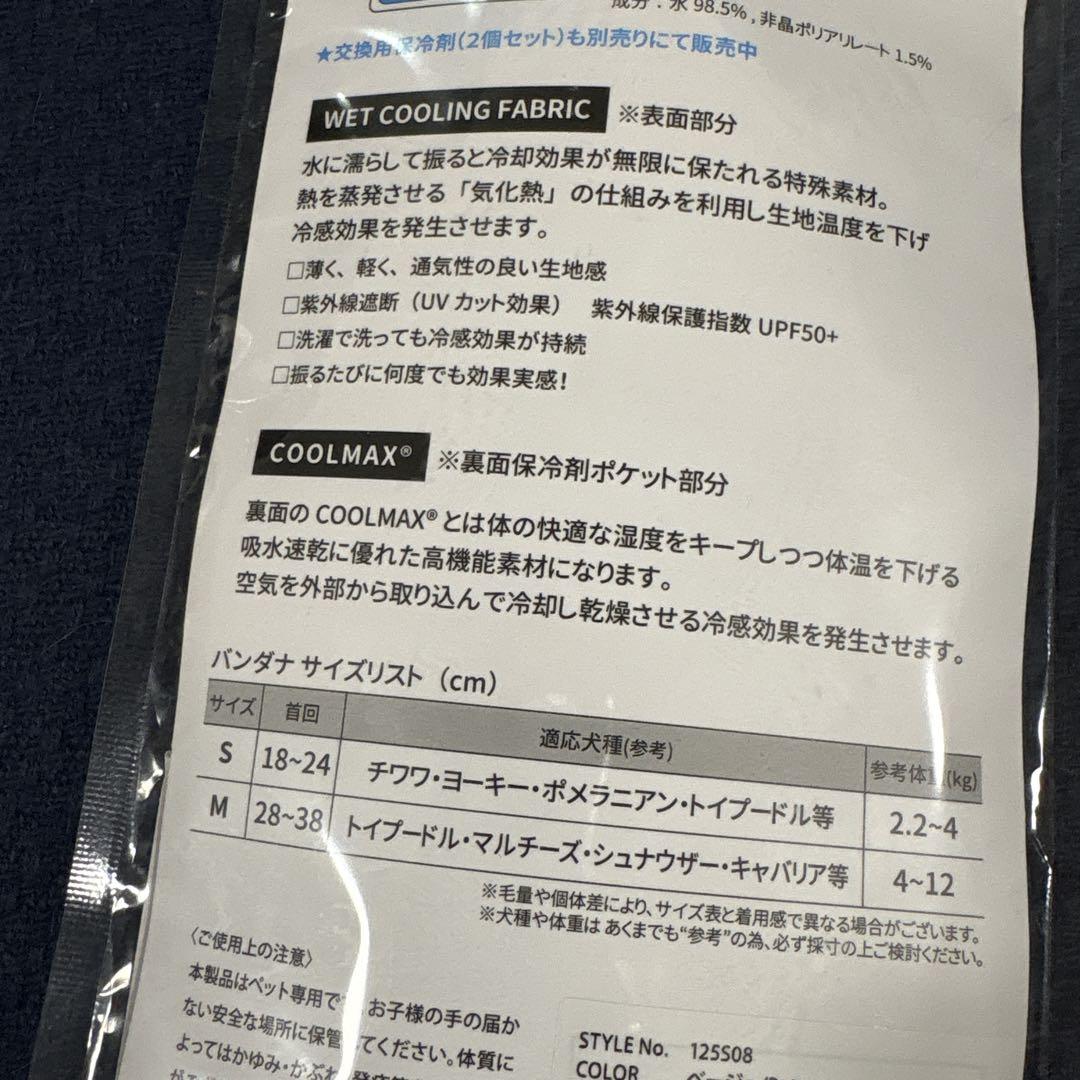 成分：水 98.5%，非晶ポリアリレート 1.5%
★交換用保冷剤（2個セット）も別売りにて販売中
WET COOLING FABRIC ※表面部分
水に濡らして振ると冷却効果が無限に保たれる特殊素材。
熱を蒸発させる「気化熱」の仕組みを利用し生地温度を下げ
冷感効果を発生させます。
□薄く、軽く、通気性の良い生地感
□紫外線遮断（UV カット効果） 紫外線保護指数 UPF50+
□洗濯で洗っても冷感効果が持続
□振るたびに何度でも効果実感！
COOLMAX® ※裏面保冷剤ポケット部分
裏面の COOLMAX® とは体の快適な湿度をキープしつつ体温を下げる
吸水速乾に優れた高機能素材になります。
空気を外部から取り込んで冷却し乾燥させる冷感効果を発生させます。
バンダナ サイズリスト（cm）
サイズ 首回 適応犬種(参考) 参考体重(kg)
S 18~24 チワワ・ヨーキー・ポメラニアン・トイプードル等 2.2~4
M 28~38 トイプードル・マルチーズ・シュナウザー・キャバリア等 4~12
※毛量や個体差により、サイズ表と着用感で異なる場合がございます。
※犬種や体重は あくまでも“参考”の為、必ず採寸の上ご検討ください。
〈ご使用上の注意〉
本製品はペット専用で お子様の手の届か
ない安全な場所に保管してください。体質に
よってはかゆみ・かぶれ
STYLE No. 125S08
COLOR